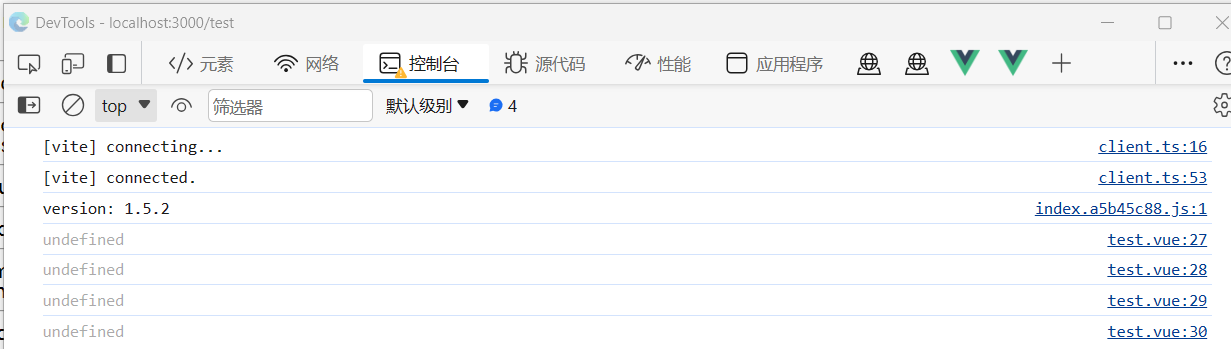 DevTools - localhost:3000/test
元素 网络 控制台 源代码 性能 应用程序
top 筛选器 默认级别 4
[vite] connecting... client.ts:16
[vite] connected. client.ts:53
version: 1.5.2 index.a5b45c88.js:1
undefined test.vue:27
undefined test.vue:28
undefined test.vue:29
undefined test.vue:30